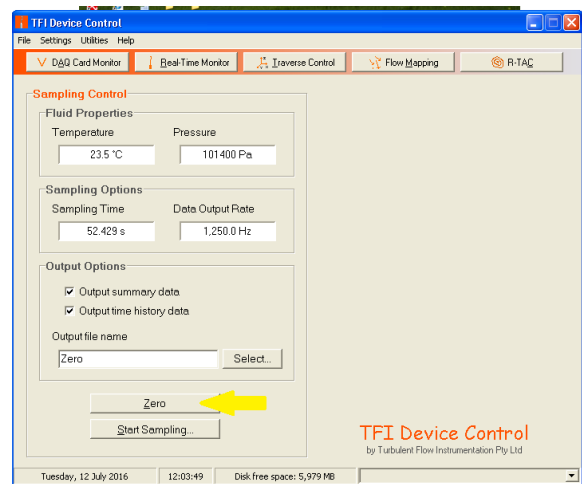 TFI Device Control
File Settings Utilities Help
DAQ Card Monitor Real-Time Monitor Traverse Control Flow Mapping R-TAC
Sampling Control
Fluid Properties
Temperature Pressure
23.5 °C 101400 Pa
Sampling Options
Sampling Time Data Output Rate
52.429 s 1,250.0 Hz
Output Options
Output summary data
Output time history data
Output file name
Zero Select...
Zero
Start Sampling...
TFI Device Control
by Turbulent Flow Instrumentation Pty Ltd
Tuesday, 12 July 2016 12:03:49 Disk free space: 5,979 MB